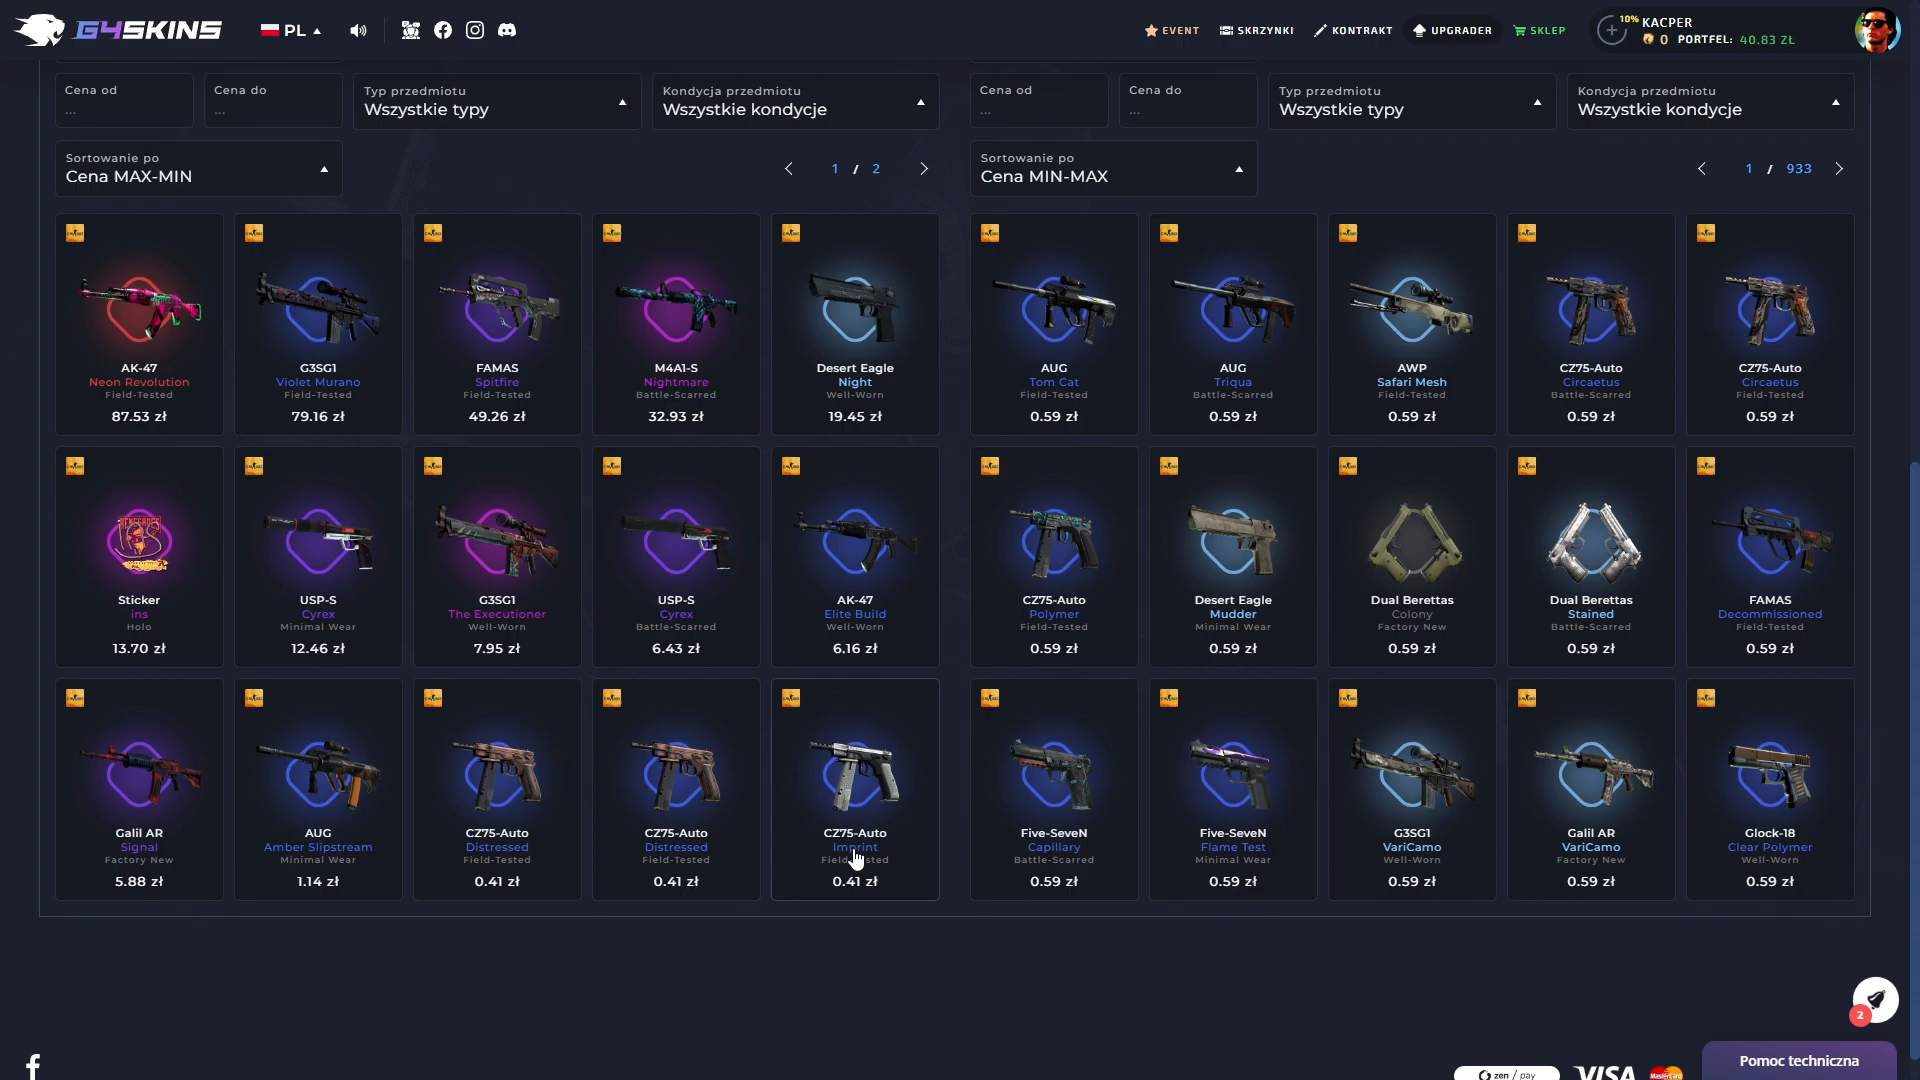 G4SKINS
PL
EVENT
SKRZYNKI
KONTRAKT
UPGRADER
SKLEP
10%
KACPER
0 PORTFEL: 40.83 ZŁ
Cena od
...
Cena do
...
Typ przedmiotu
Wszystkie typy
Kondycja przedmiotu
Wszystkie kondycje
Sortowanie po
Cena MAX-MIN
1 / 2
AK-47
Neon Revolution
Field-Tested
87.53 zł
G3SG1
Violet Murano
Field-Tested
79.16 zł
FAMAS
Spitfire
Field-Tested
49.26 zł
M4A1-S
Nightmare
Battle-Scarred
32.93 zł
Desert Eagle
Night
Well-Worn
19.45 zł
Sticker
ins
Holo
13.70 zł
USP-S
Cyrex
Minimal Wear
12.46 zł
G3SG1
The Executioner
Well-Worn
7.95 zł
USP-S
Cyrex
Battle-Scarred
6.43 zł
AK-47
Elite Build
Well-Worn
6.16 zł
Galil AR
Signal
Factory New
5.88 zł
AUG
Amber Slipstream
Minimal Wear
1.14 zł
CZ75-Auto
Distressed
Field-Tested
0.41 zł
CZ75-Auto
Distressed
Field-Tested
0.41 zł
CZ75-Auto
Imprint
Field-Tested
0.41 zł
Cena od
...
Cena do
...
Typ przedmiotu
Wszystkie typy
Kondycja przedmiotu
Wszystkie kondycje
Sortowanie po
Cena MIN-MAX
1 / 933
AUG
Tom Cat
Field-Tested
0.59 zł
AUG
Triqua
Battle-Scarred
0.59 zł
AWP
Safari Mesh
Field-Tested
0.59 zł
CZ75-Auto
Circaetus
Battle-Scarred
0.59 zł
CZ75-Auto
Circaetus
Field-Tested
0.59 zł
CZ75-Auto
Polymer
Field-Tested
0.59 zł
Desert Eagle
Mudder
Minimal Wear
0.59 zł
Dual Berettas
Colony
Factory New
0.59 zł
Dual Berettas
Stained
Battle-Scarred
0.59 zł
FAMAS
Decommissioned
Field-Tested
0.59 zł
Five-SeveN
Capillary
Battle-Scarred
0.59 zł
Five-SeveN
Flame Test
Minimal Wear
0.59 zł
G3SG1
VariCamo
Well-Worn
0.59 zł
Galil AR
VariCamo
Factory New
0.59 zł
Glock-18
Clear Polymer
Well-Worn
0.59 zł
2
Pomoc techniczna
zen / pay
VISA
MasterCard